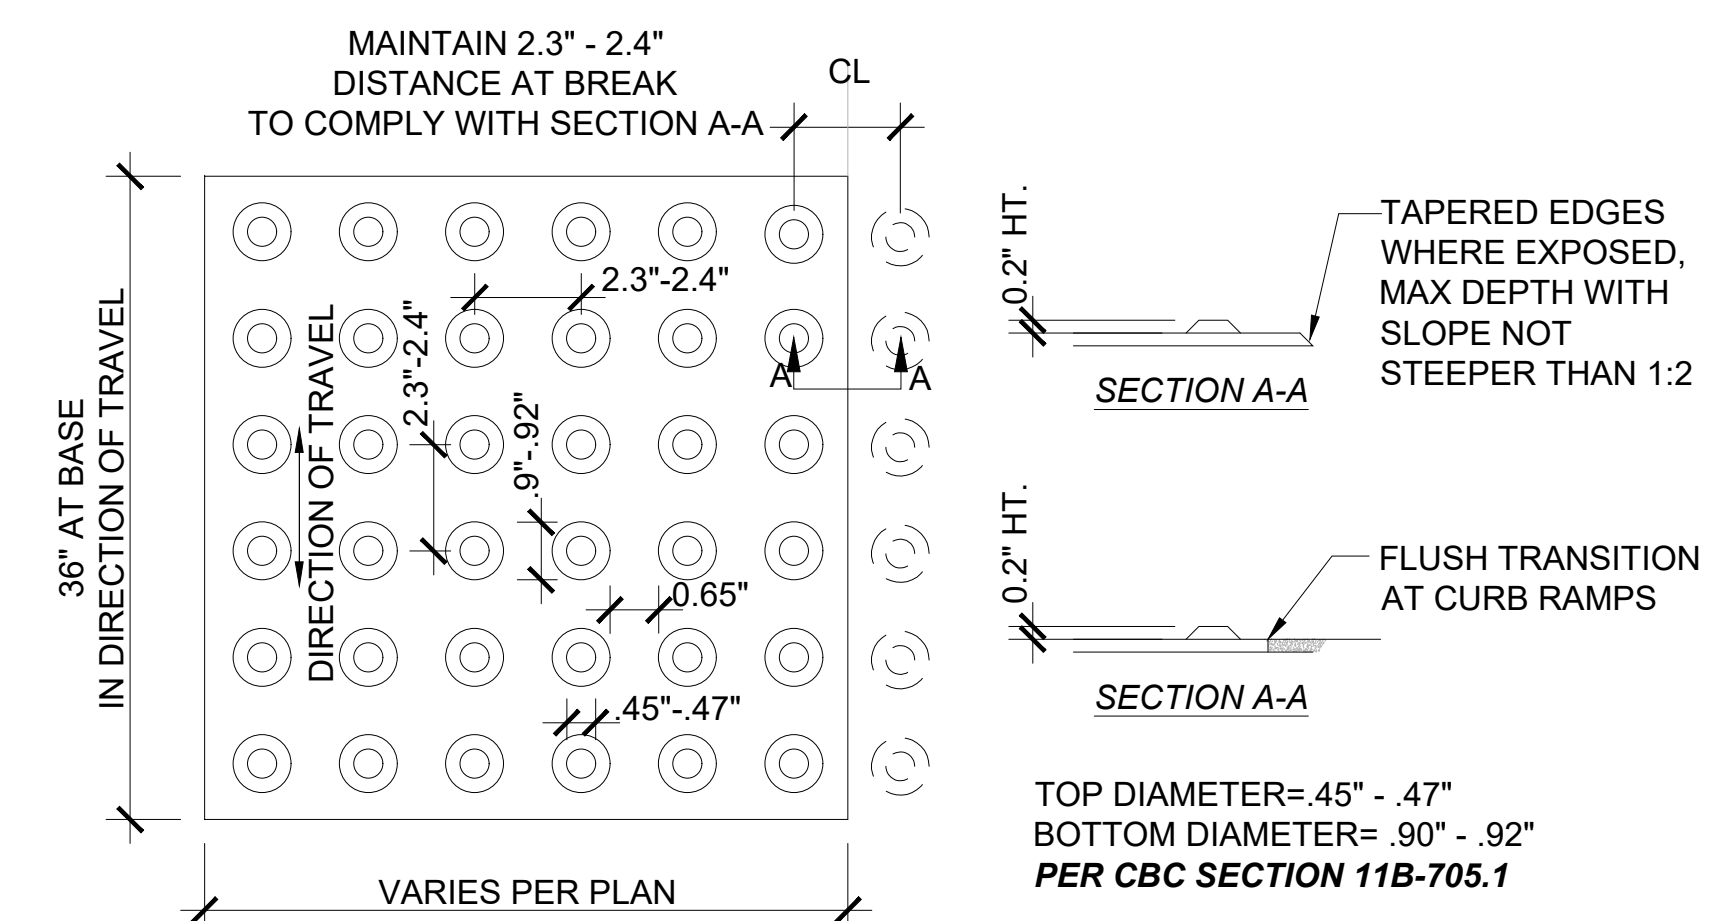 MAINTAIN 2.3" - 2.4"
DISTANCE AT BREAK
TO COMPLY WITH SECTION A-A
CL
36" AT BASE
IN DIRECTION OF TRAVEL
DIRECTION OF TRAVEL
2.3"-2.4"
2.3"-2.4"
.9"-.92"
0.65"
.45"-.47"
A
A
VARIES PER PLAN
0.2" HT.
TAPERED EDGES
WHERE EXPOSED,
MAX DEPTH WITH
SLOPE NOT
STEEPER THAN 1:2
SECTION A-A
0.2" HT.
FLUSH TRANSITION
AT CURB RAMPS
SECTION A-A
TOP DIAMETER=.45" - .47"
BOTTOM DIAMETER= .90" - .92"
PER CBC SECTION 11B-705.1